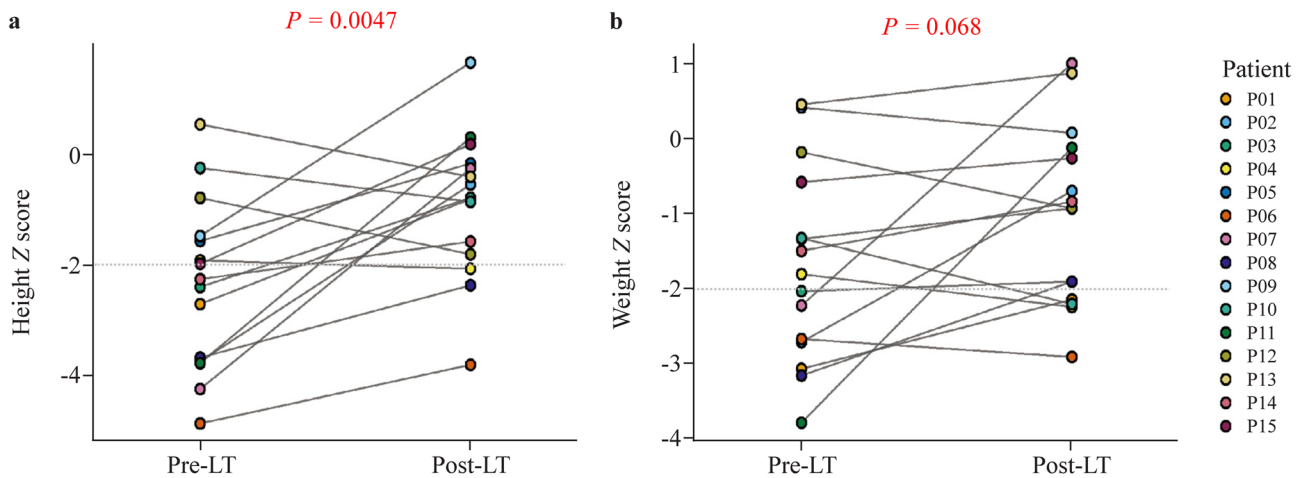 a
P = 0.0047
Height Z score
0
-2
-4
Pre-LT
Post-LT
b
P = 0.068
Weight Z score
1
0
-1
-2
-3
-4
Pre-LT
Post-LT
Patient
P01
P02
P03
P04
P05
P06
P07
P08
P09
P10
P11
P12
P13
P14
P15